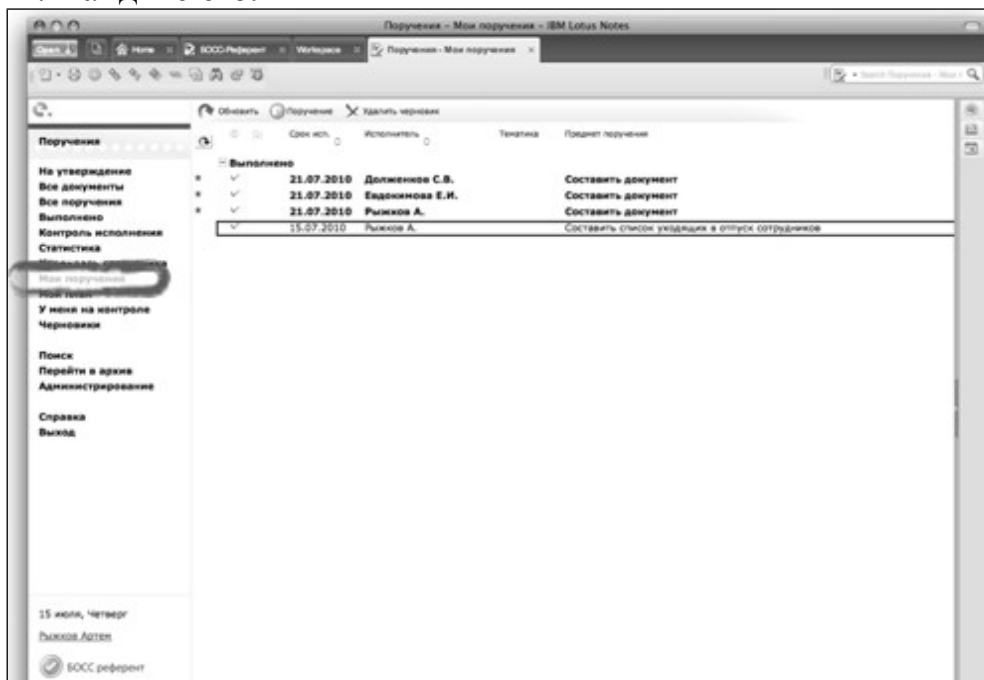 Поручения – Мои поручения – IBM Lotus Notes
Open Home БОСС-Референт Workspace Поручения - Мои поручения
Обновить Поручение Удалить черновик
Поручения
Срок исп. Исполнитель Тематика Предмет поручения
Выполнено
21.07.2010 Долженков С.В. Составить документ
21.07.2010 Евдокимова Е.И. Составить документ
21.07.2010 Рыжков А. Составить документ
15.07.2010 Рыжков А. Составить список уходящих в отпуск сотрудников
На утверждение
Все документы
Все поручения
Выполнено
Контроль исполнения
Статистика
Мои поручения
Мой план
У меня на контроле
Черновики
Поиск
Перейти в архив
Администрирование
Справка
Выход
15 июля, Четверг
Рыжков Артем
БОСС референт